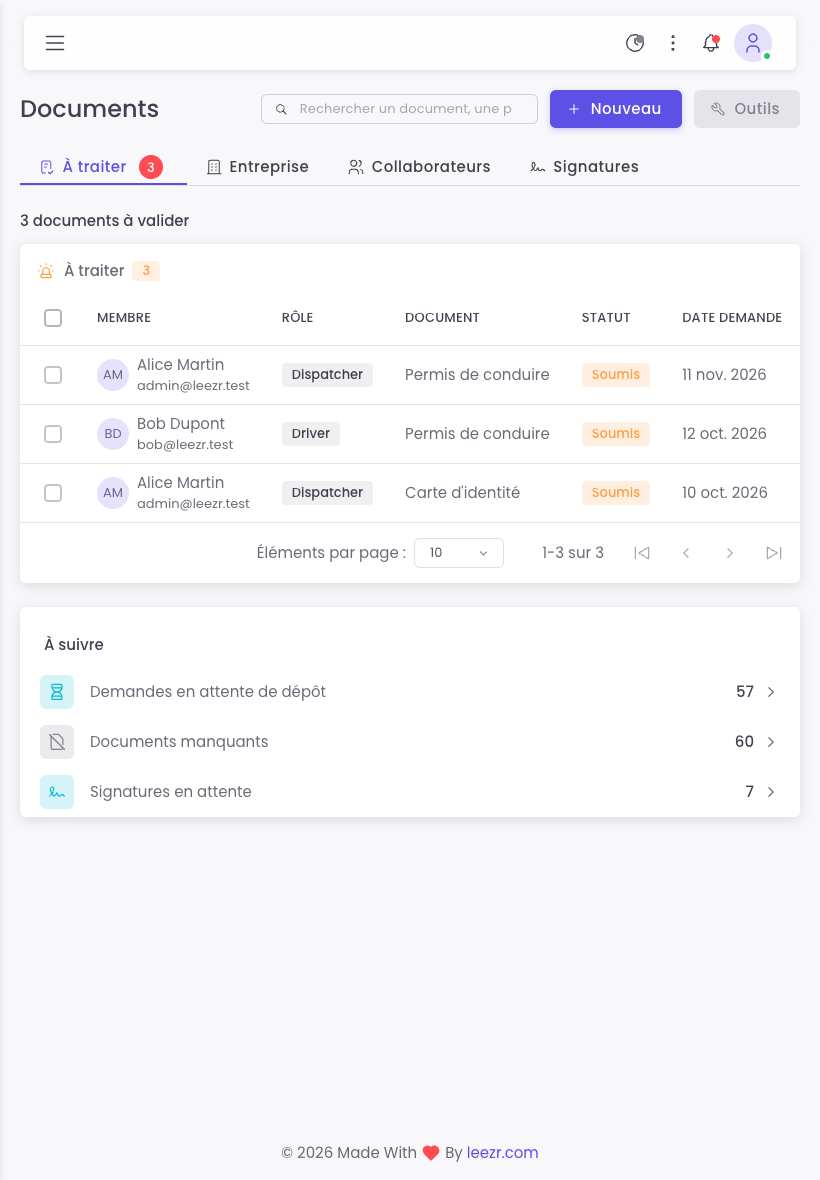 Documents
Rechercher un document, une p
Nouveau
Outils
À traiter 3
Entreprise
Collaborateurs
Signatures
3 documents à valider
À traiter 3
MEMBRE RÔLE DOCUMENT STATUT DATE DEMANDE
AM Alice Martin admin@leezr.test Dispatcher Permis de conduire Soumis 11 nov. 2026
BD Bob Dupont bob@leezr.test Driver Permis de conduire Soumis 12 oct. 2026
AM Alice Martin admin@leezr.test Dispatcher Carte d'identité Soumis 10 oct. 2026
Éléments par page : 10 1-3 sur 3
À suivre
Demandes en attente de dépôt 57
Documents manquants 60
Signatures en attente 7
© 2026 Made With By leezr.com